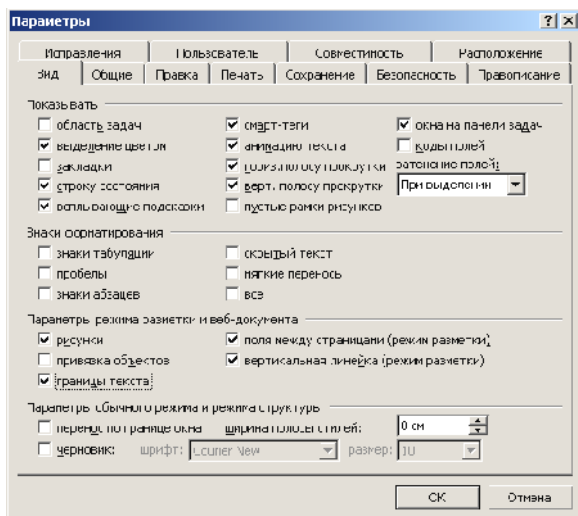 Параметры
Исправления Пользователь Совместимость Расположение
Вид Общие Правка Печать Сохранение Безопасность Правописание
Показывать
область задач смарт-теги окна на панели задач
выделение цветом анимацию текста коды полей
закладки гориз. полосу прокрутки затенение полей:
строку состояния верт. полосу прокрутки При выделении
всплывающие подсказки пустые рамки рисунков
Знаки форматирования
знаки табуляции скрытый текст
пробелы мягкие переносы
знаки абзацев все
Параметры режима разметки и веб-документа
рисунки поля между страницами (режим разметки)
привязка объектов вертикальная линейка (режим разметки)
границы текста
Параметры обычного режима и режима структуры
перенос по границе окна ширина полосы стилей: 0 см
черновик: шрифт: Courier New размер: 10
ОК Отмена